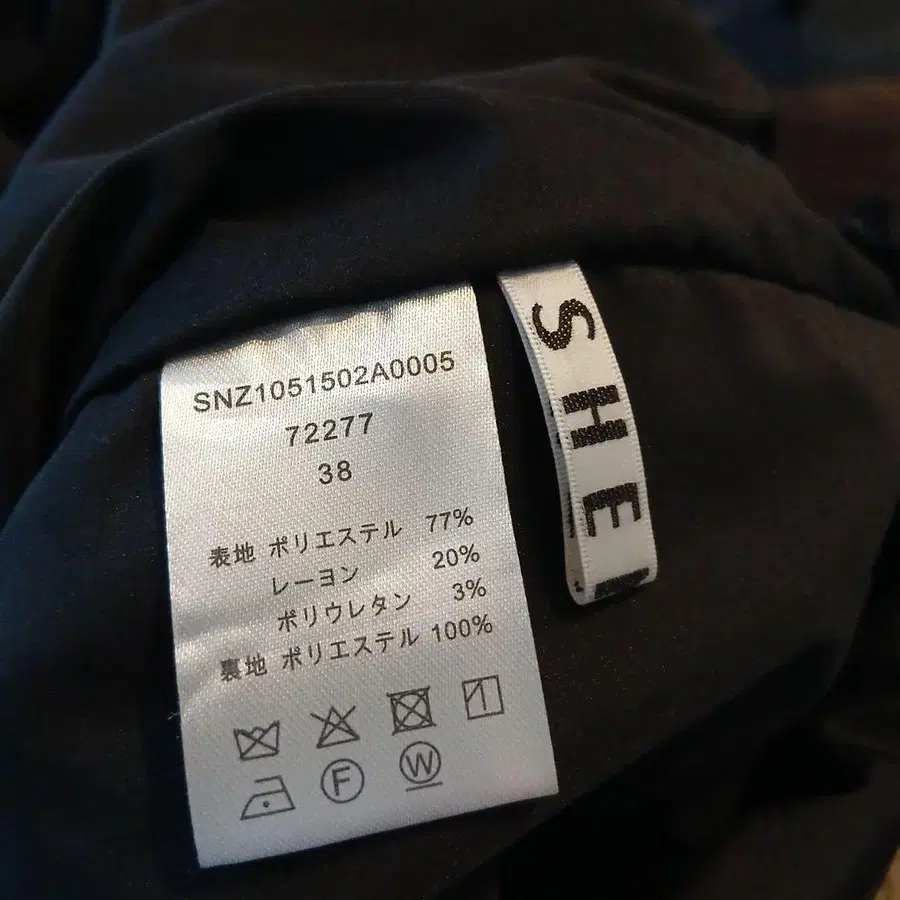 SNZ1051502A0005
72277
38
表地 ポリエステル 77%
レーヨン 20%
ポリウレタン 3%
裏地 ポリエステル 100%
F
W
SHE